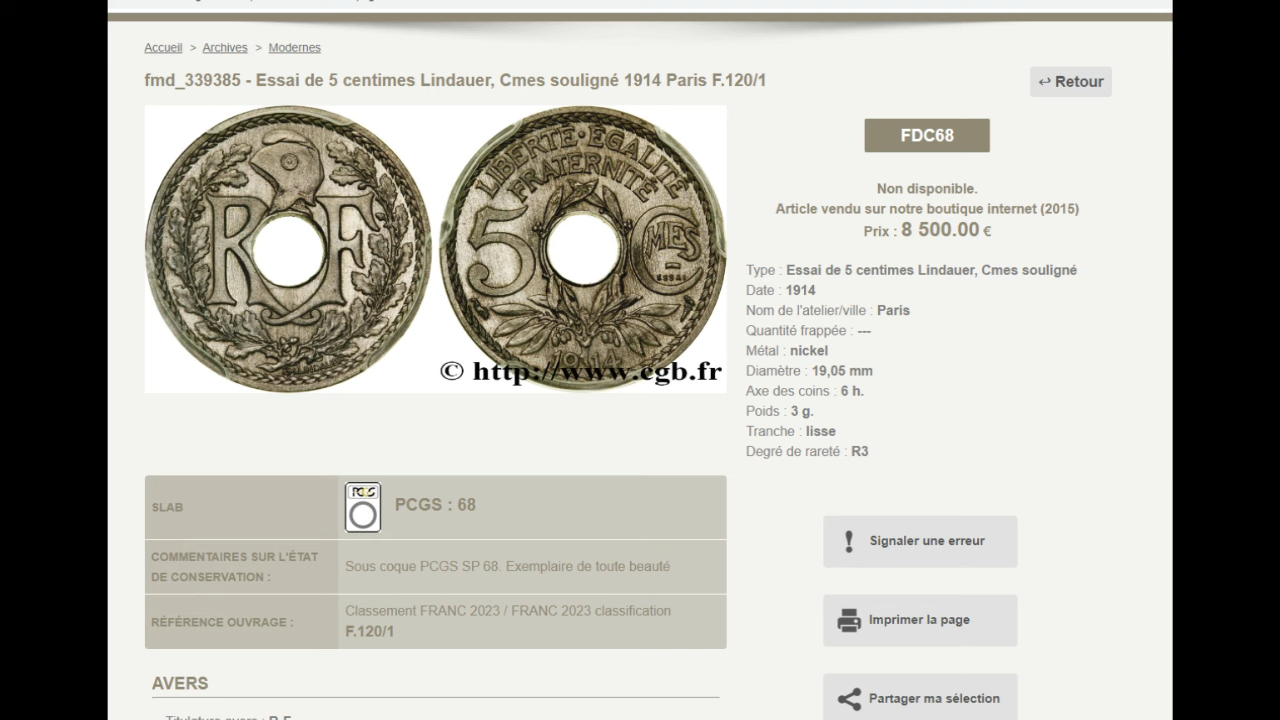 Accueil > Archives > Modernes
fmd_339385 - Essai de 5 centimes Lindauer, Cmes souligné 1914 Paris F.120/1
↩ Retour
R F
LIBERTE·EGALITE
FRATERNITE
5 CMES
ESSAI
1914
© http://www.cgb.fr
FDC68
Non disponible.
Article vendu sur notre boutique internet (2015)
Prix : 8 500.00 €
Type : Essai de 5 centimes Lindauer, Cmes souligné
Date : 1914
Nom de l'atelier/ville : Paris
Quantité frappée : ---
Métal : nickel
Diamètre : 19,05 mm
Axe des coins : 6 h.
Poids : 3 g.
Tranche : lisse
Degré de rareté : R3
SLAB
PCGS
PCGS : 68
COMMENTAIRES SUR L'ÉTAT
DE CONSERVATION :
Sous coque PCGS SP 68. Exemplaire de toute beauté
RÉFÉRENCE OUVRAGE :
Classement FRANC 2023 / FRANC 2023 classification
F.120/1
Signaler une erreur
Imprimer la page
Partager ma sélection
AVERS